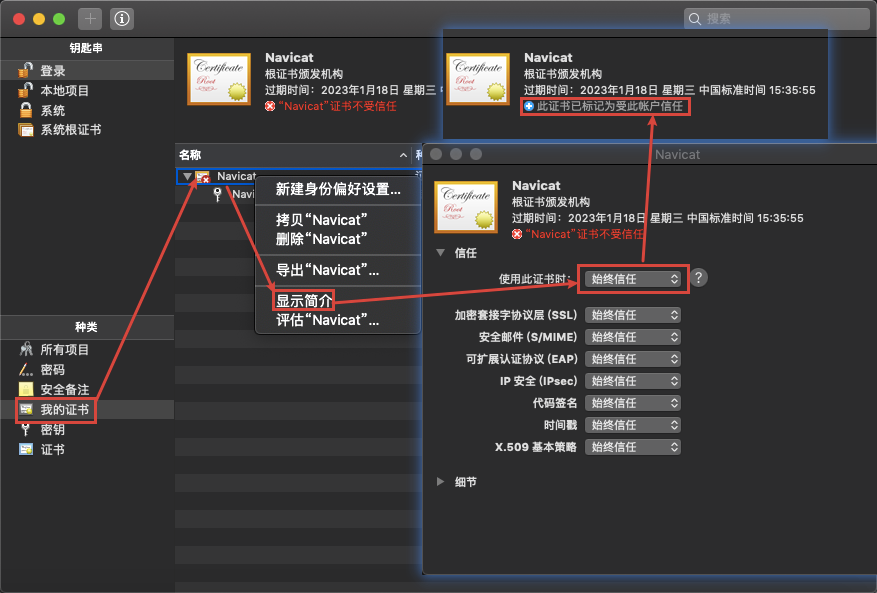 搜索
钥匙串
登录
本地项目
系统
系统根证书
Certificate
Root
Navicat
根证书颁发机构
过期时间：2023年1月18日 星期三 中
“Navicat”证书不受信任
Certificate
Root
Navicat
根证书颁发机构
过期时间：2023年1月18日 星期三 中国标准时间 15:35:55
此证书已标记为受此帐户信任
名称
Navicat
Navi
新建身份偏好设置...
拷贝“Navicat”
删除“Navicat”
导出“Navicat”...
显示简介
评估“Navicat”...
种类
所有项目
密码
安全备注
我的证书
密钥
证书
Navicat
Certificate
Root
Navicat
根证书颁发机构
过期时间：2023年1月18日 星期三 中国标准时间 15:35:55
“Navicat”证书不受信任
信任
使用此证书时： 始终信任 ?
加密套接字协议层 (SSL) 始终信任
安全邮件 (S/MIME) 始终信任
可扩展认证协议 (EAP) 始终信任
IP 安全 (IPsec) 始终信任
代码签名 始终信任
时间戳 始终信任
X.509 基本策略 始终信任
细节